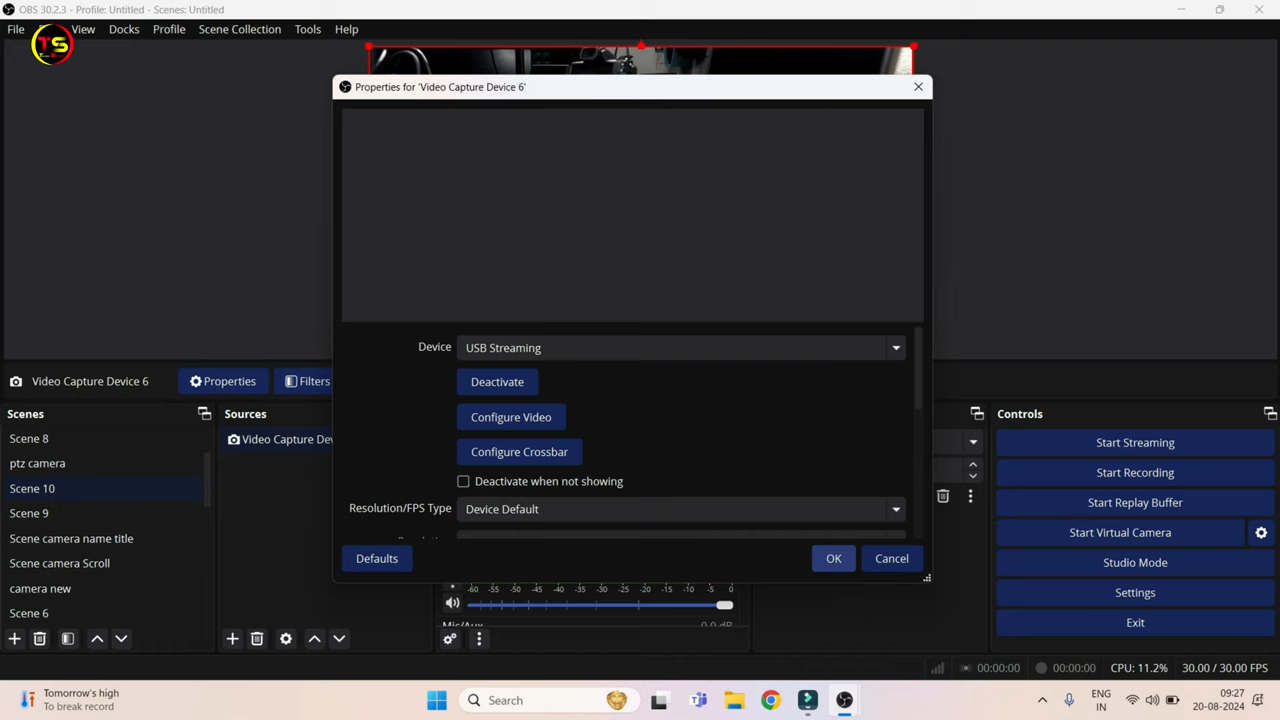 OBS 30.2.3 - Profile: Untitled - Scenes: Untitled
File
View
Docks
Profile
Scene Collection
Tools
Help
TS
Properties for 'Video Capture Device 6'
Device
USB Streaming
Deactivate
Configure Video
Configure Crossbar
Deactivate when not showing
Resolution/FPS Type
Device Default
Defaults
OK
Cancel
Video Capture Device 6
Properties
Filters
Scenes
Scene 8
ptz camera
Scene 10
Scene 9
Scene camera name title
Scene camera Scroll
camera new
Scene 6
Sources
Video Capture Dev
-60 -55 -50 -45 -40 -35 -30 -25 -20 -15 -10 -5 0
Controls
Start Streaming
Start Recording
Start Replay Buffer
Start Virtual Camera
Studio Mode
Settings
Exit
00:00:00
00:00:00
CPU: 11.2%
30.00 / 30.00 FPS
Tomorrow's high
To break record
Search
ENG
IN
09:27
20-08-2024